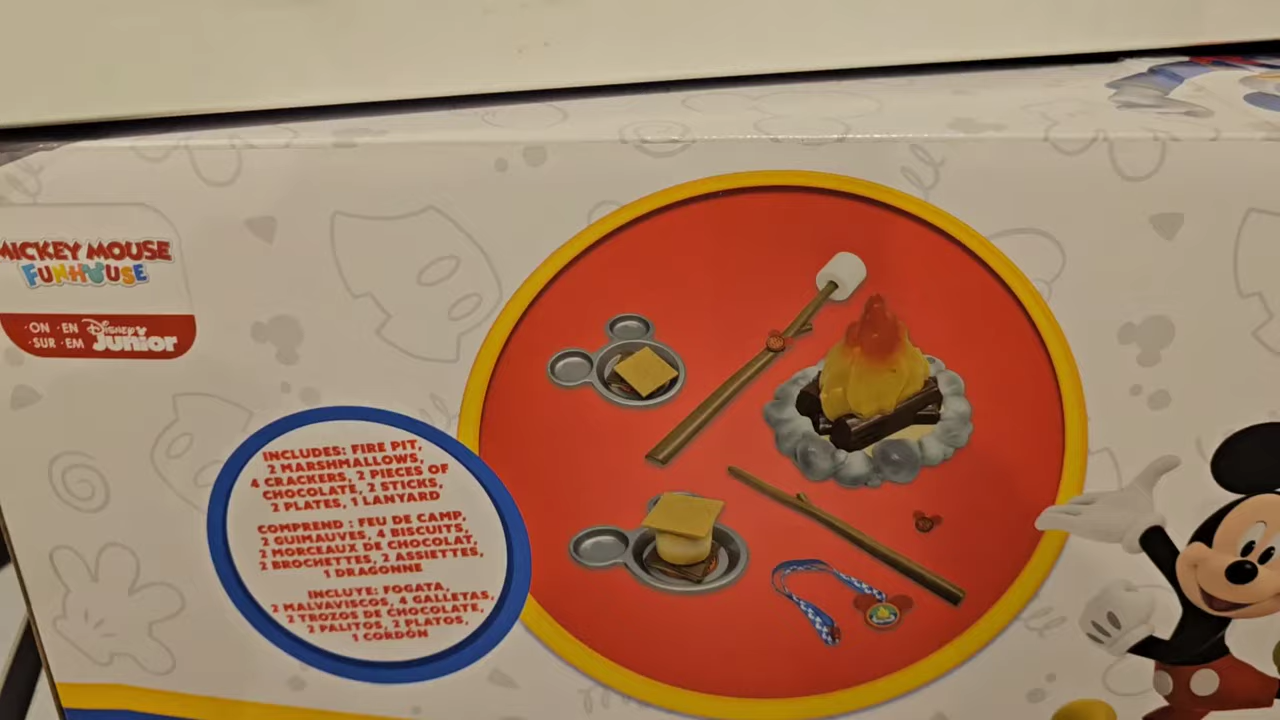 MICKEY MOUSE
FUNHOUSE
·ON ·EN
·SUR ·EM
Disney
Junior
INCLUDES: FIRE PIT,
2 MARSHMALLOWS,
4 CRACKERS, 2 PIECES OF
CHOCOLATE, 2 STICKS,
2 PLATES, 1 LANYARD
COMPREND : FEU DE CAMP,
2 GUIMAUVES, 4 BISCUITS,
2 MORCEAUX DE CHOCOLAT,
2 BROCHETTES, 2 ASSIETTES,
1 DRAGONNE
INCLUYE: FOGATA,
2 MALVAVISCOS, 4 GALLETAS,
2 TROZOS DE CHOCOLATE,
2 PALITOS, 2 PLATOS,
1 CORDÓN